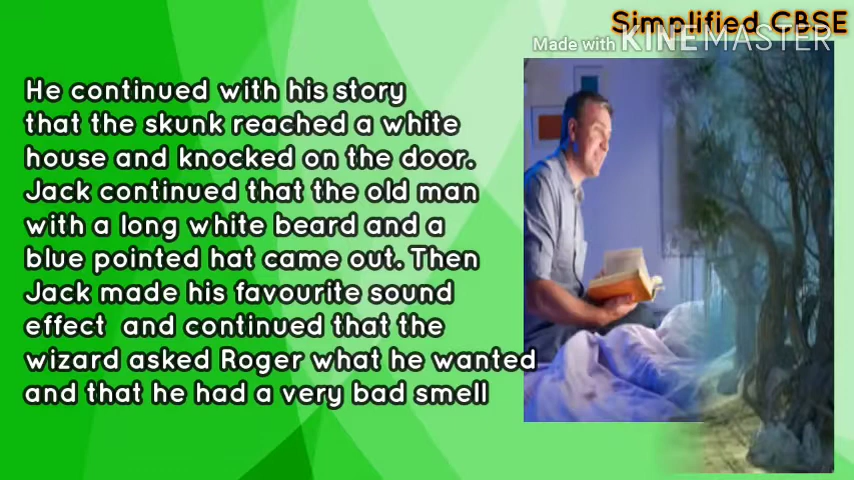 Simplified CBSE
Made with KINEMASTER
He continued with his story
that the skunk reached a white
house and knocked on the door.
Jack continued that the old man
with a long white beard and a
blue pointed hat came out. Then
Jack made his favourite sound
effect and continued that the
wizard asked Roger what he wanted
and that he had a very bad smell